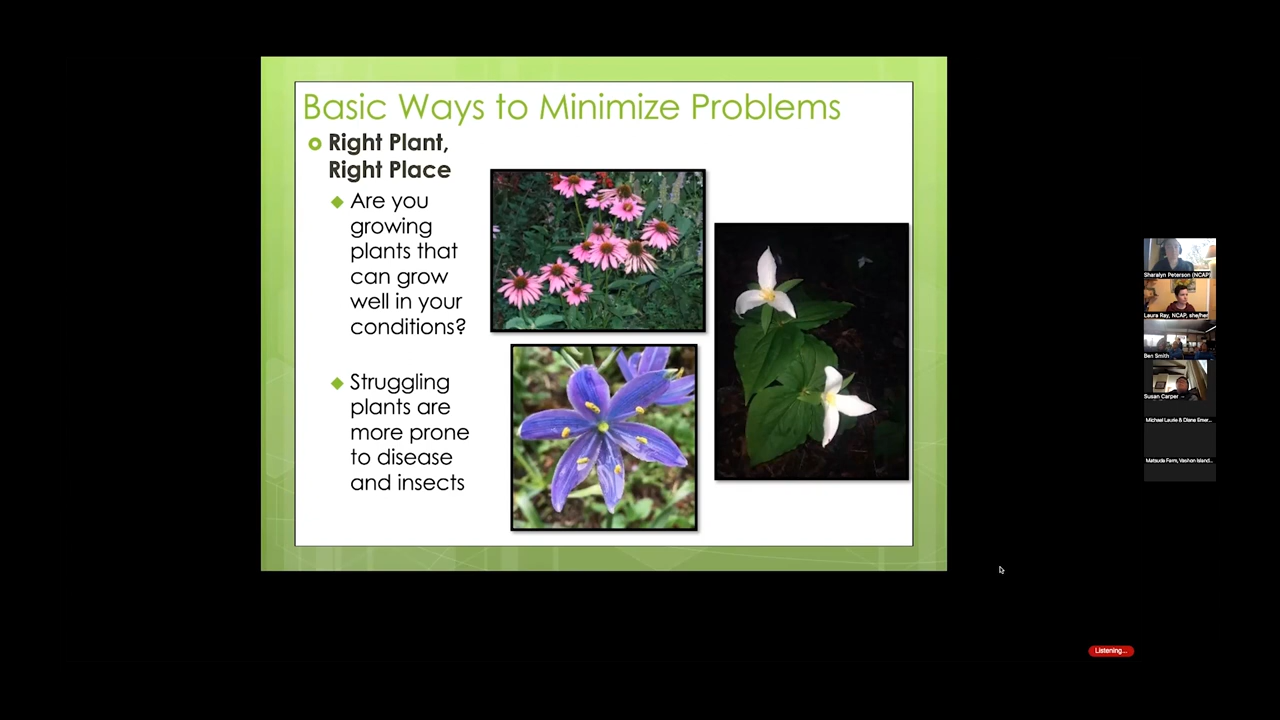 Basic Ways to Minimize Problems
Right Plant,
Right Place
Are you
growing
plants that
can grow
well in your
conditions?
Struggling
plants are
more prone
to disease
and insects
Sharalyn Peterson (NCAP)
Laura Ray, NCAP, she/her
Ben Smith
Susan Carper
Michael Laurie & Diane Emer...
Matsuda Farm, Vashon Island...
Listening...